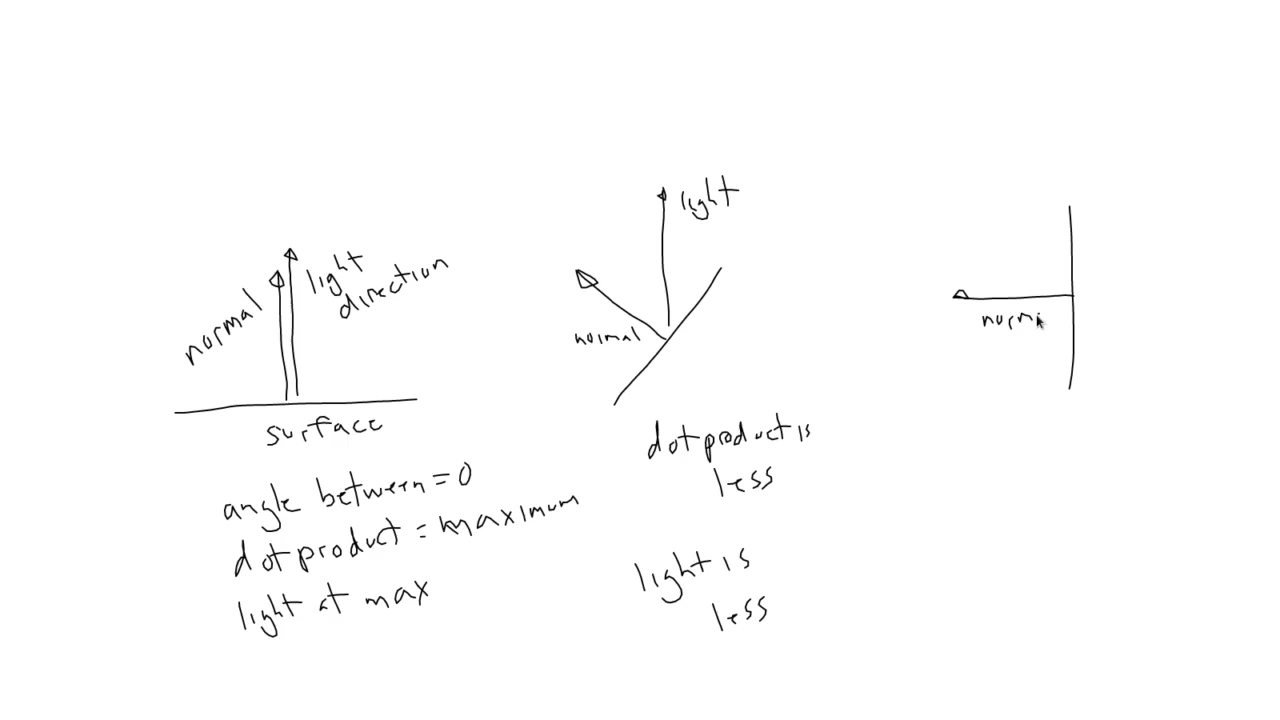 normal
light
direction
surface
angle between = 0
dot product = maximum
light at max
light
normal
dot product is
less
light is
less
norm